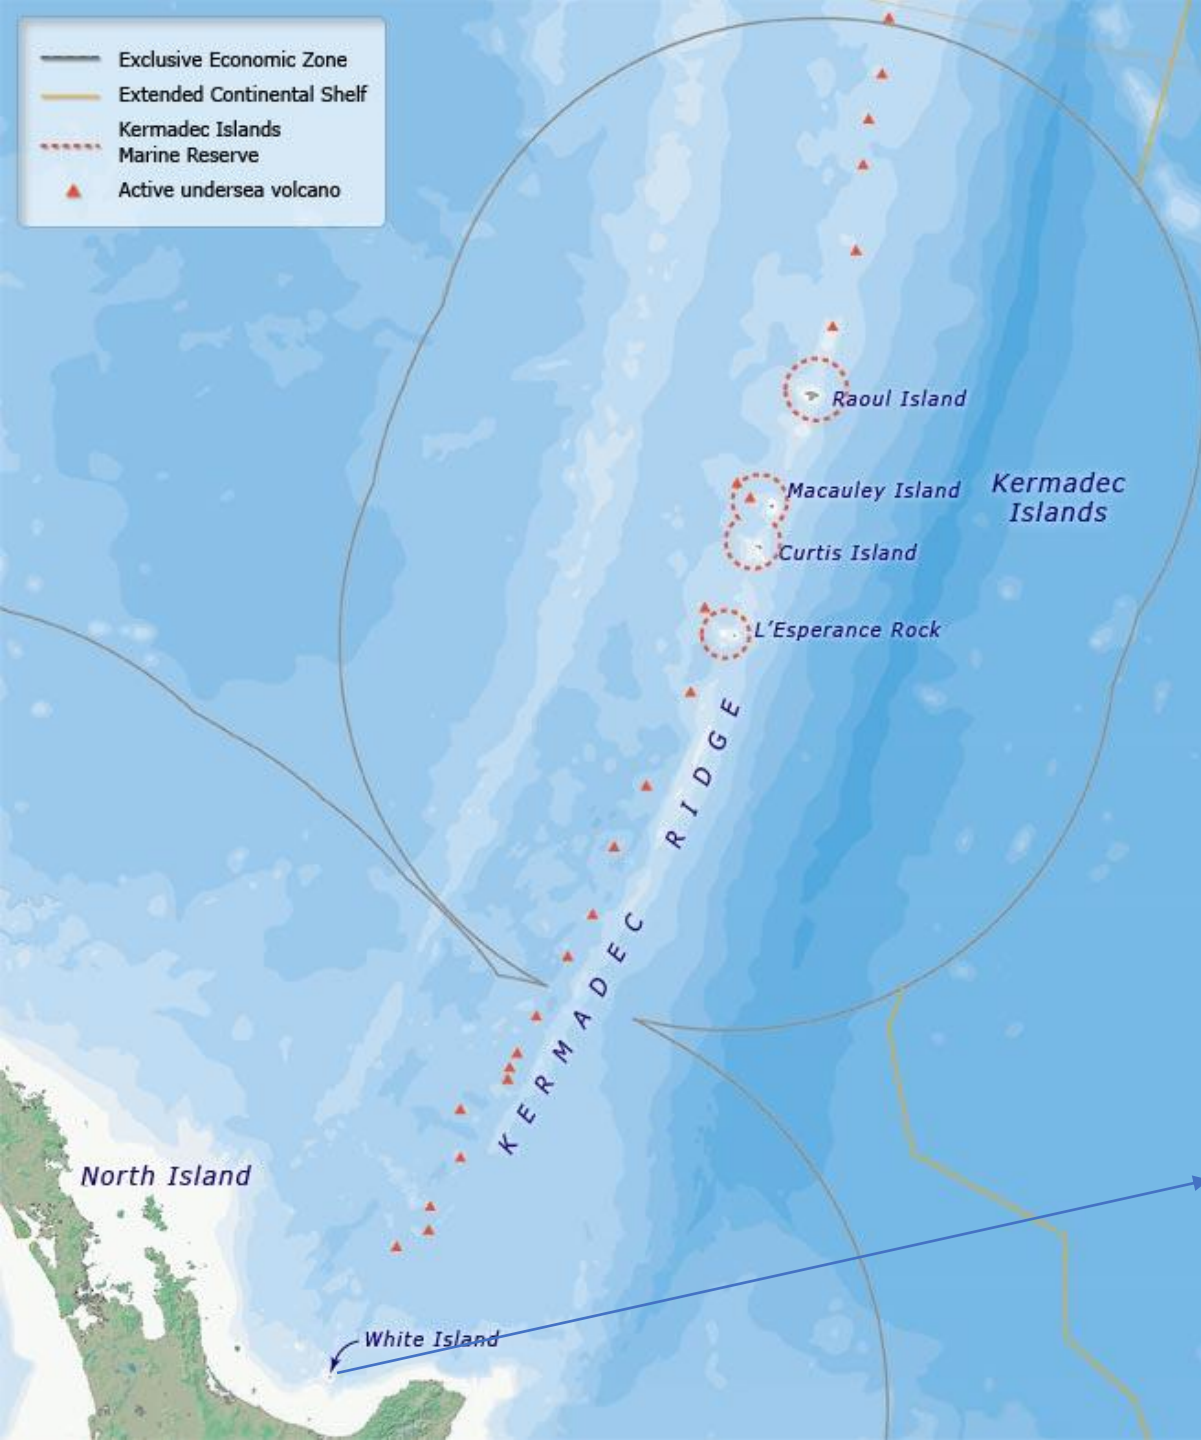 Exclusive Economic Zone
Extended Continental Shelf
Kermadec Islands
Marine Reserve
Active undersea volcano
Raoul Island
Macauley Island
Kermadec
Islands
Curtis Island
L'Esperance Rock
KERMADEC RIDGE
North Island
White Island